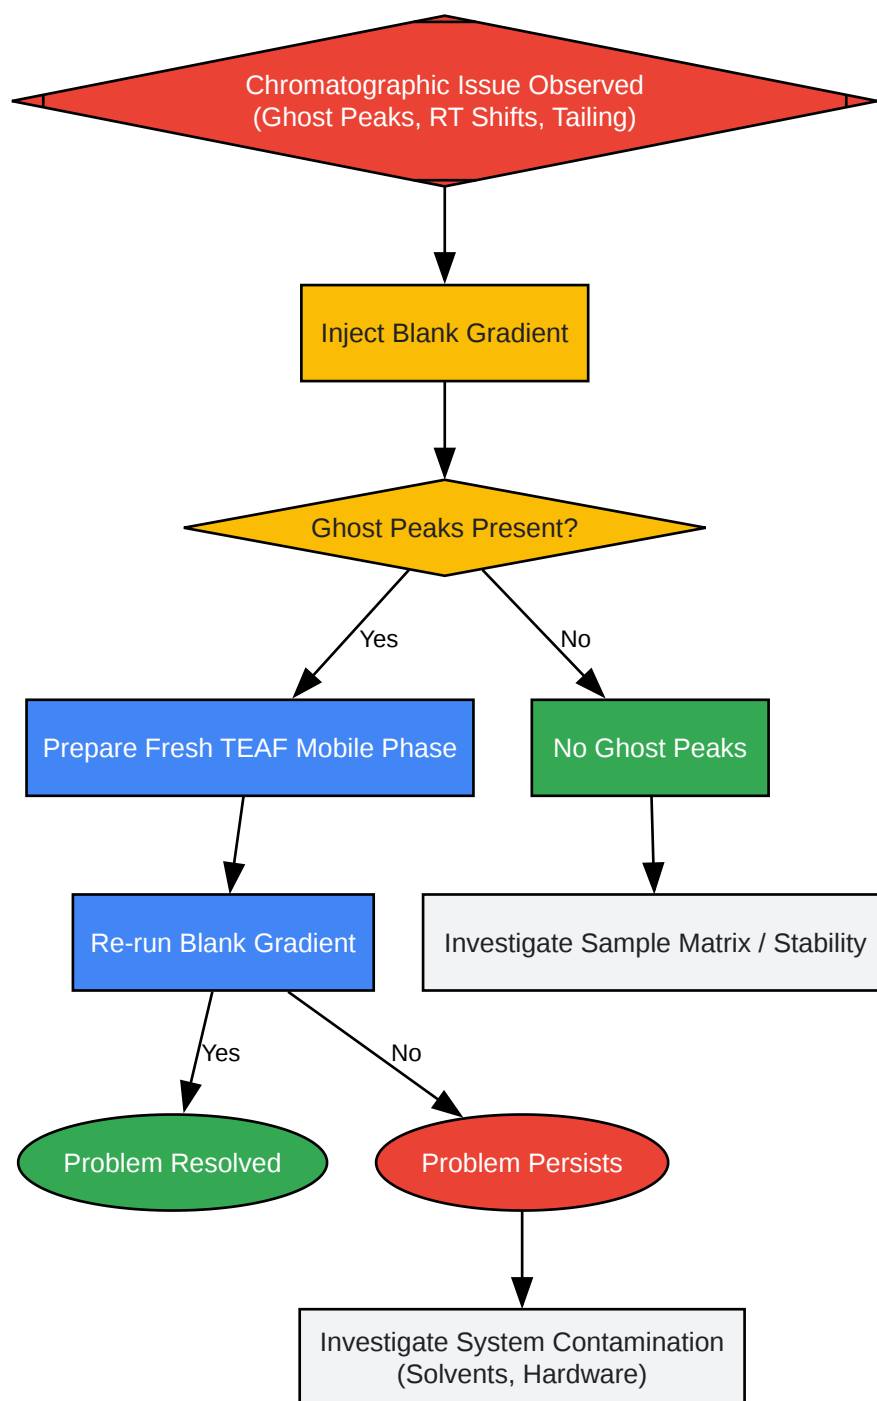 Chromatographic Issue Observed
(Ghost Peaks, RT Shifts, Tailing)
Inject Blank Gradient
Ghost Peaks Present?
Yes
No
Prepare Fresh TEAF Mobile Phase
No Ghost Peaks
Re-run Blank Gradient
Investigate Sample Matrix / Stability
Yes
No
Problem Resolved
Problem Persists
Investigate System Contamination
(Solvents, Hardware)